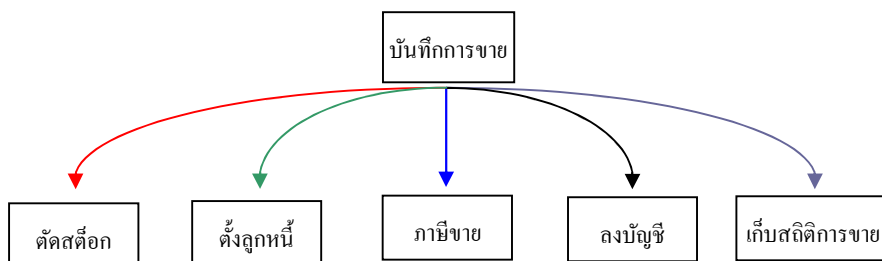 บันทึกการขาย
ตัดสต็อก
ตั้งลูกหนี้
ภาษีขาย
ลงบัญชี
เก็บสถิติการขาย